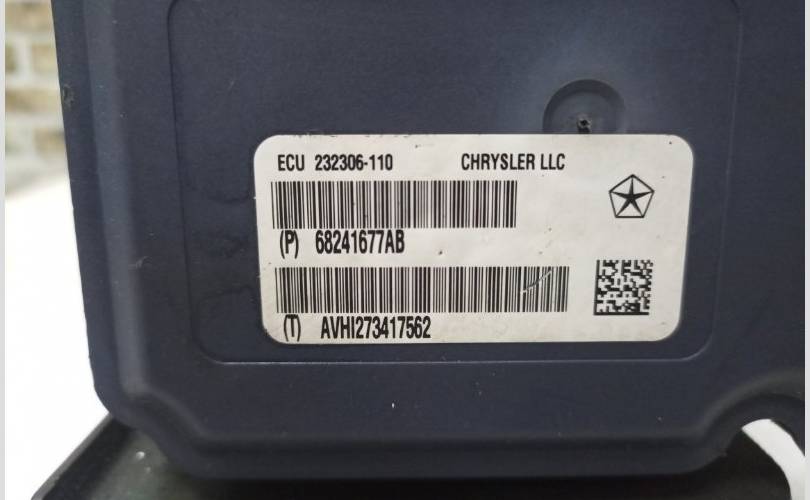 ECU 232306-110 CHRYSLER LLC
(P) 68241677AB
(T) AVHI273417562